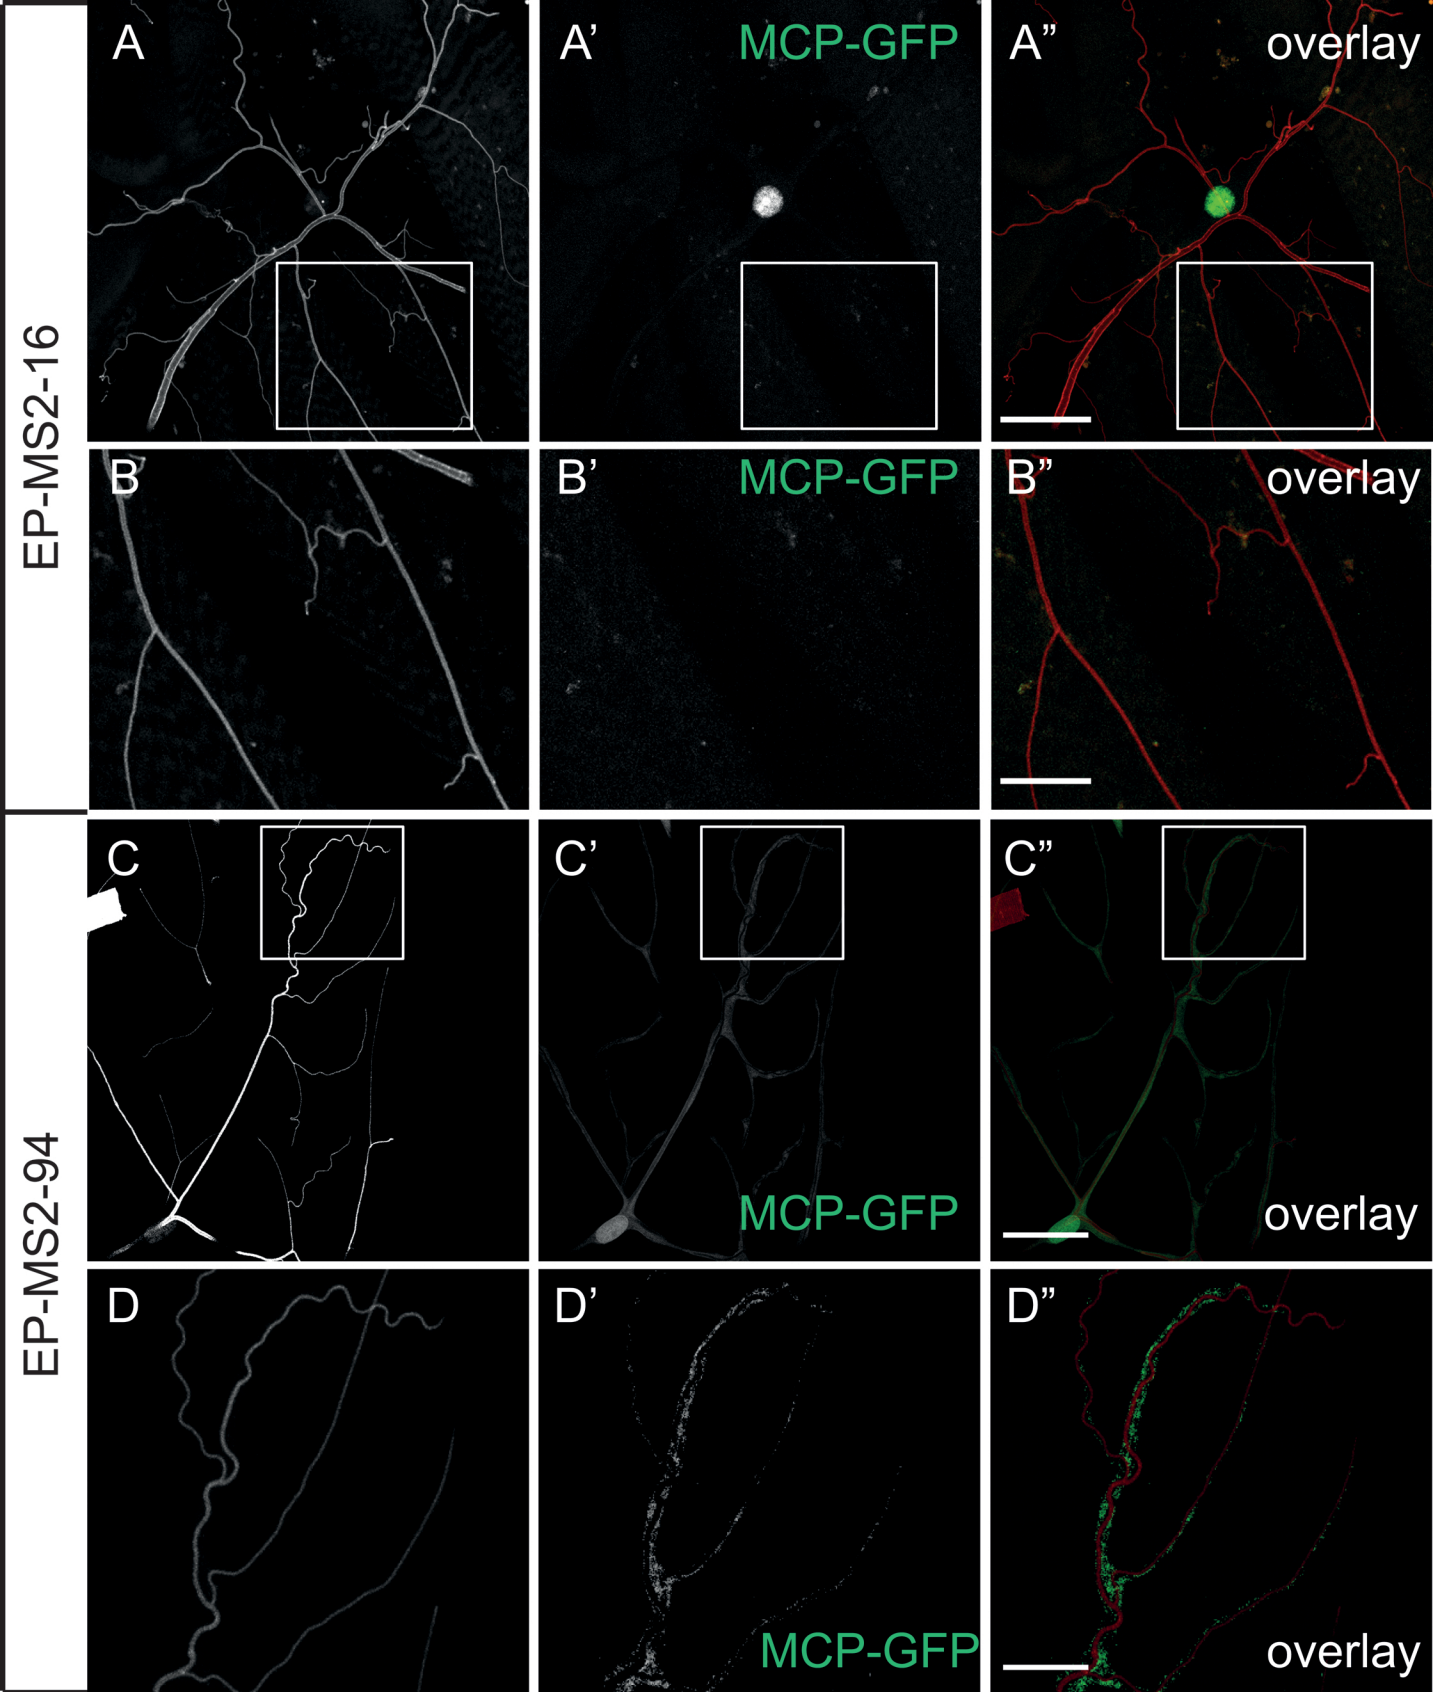 EP-MS2-16
A
A’
MCP-GFP
A”
overlay
B
B’
MCP-GFP
B”
overlay
EP-MS2-94
C
C’
MCP-GFP
C”
overlay
D
D’
MCP-GFP
D”
overlay